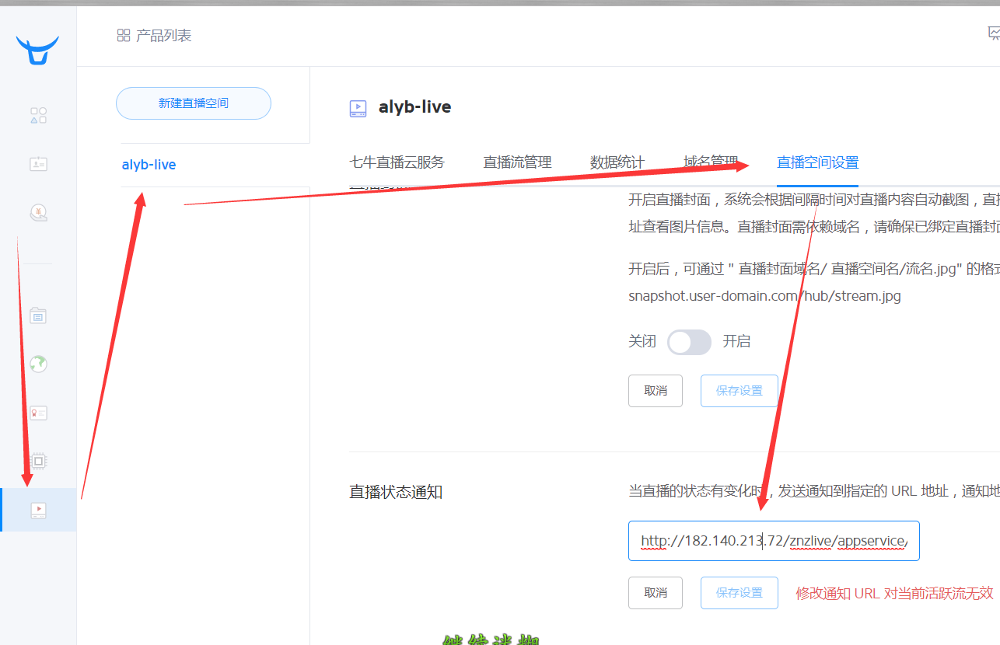 产品列表
新建直播空间
alyb-live
alyb-live
七牛直播云服务 直播流管理 数据统计 域名管理 直播空间设置
开启直播封面，系统会根据间隔时间对直播内容自动截图，直
址查看图片信息。直播封面需依赖域名，请确保已绑定直播封
开启后，可通过 " 直播封面域名/ 直播空间名/流名.jpg" 的格
snapshot.user-domain.com/hub/stream.jpg
关闭 开启
取消 保存设置
直播状态通知
当直播的状态有变化时，发送通知到指定的 URL 地址，通知
http://182.140.213.72/znzlive/appservice/
取消 保存设置 修改通知 URL 对当前活跃流无效